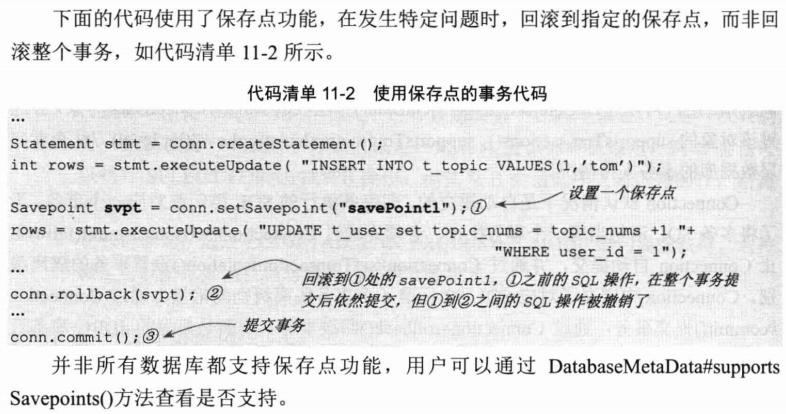 下面的代码使用了保存点功能，在发生特定问题时，回滚到指定的保存点，而非回
滚整个事务，如代码清单 11-2 所示。
代码清单 11-2 使用保存点的事务代码
…
Statement stmt = conn.createStatement();
int rows = stmt.executeUpdate( "INSERT INTO t_topic VALUES(1,'tom')");
设置一个保存点
Savepoint svpt = conn.setSavepoint("savePoint1");①
rows = stmt.executeUpdate( "UPDATE t_user set topic_nums = topic_nums +1 "+
"WHERE user_id = 1");
…
回滚到①处的 savePoint1，①之前的 SQL 操作，在整个事务提
conn.rollback(svpt); ②
交后依然提交，但①到②之间的 SQL 操作被撤销了
…
提交事务
conn.commit();③
并非所有数据库都支持保存点功能，用户可以通过 DatabaseMetaData#supports
Savepoints()方法查看是否支持。